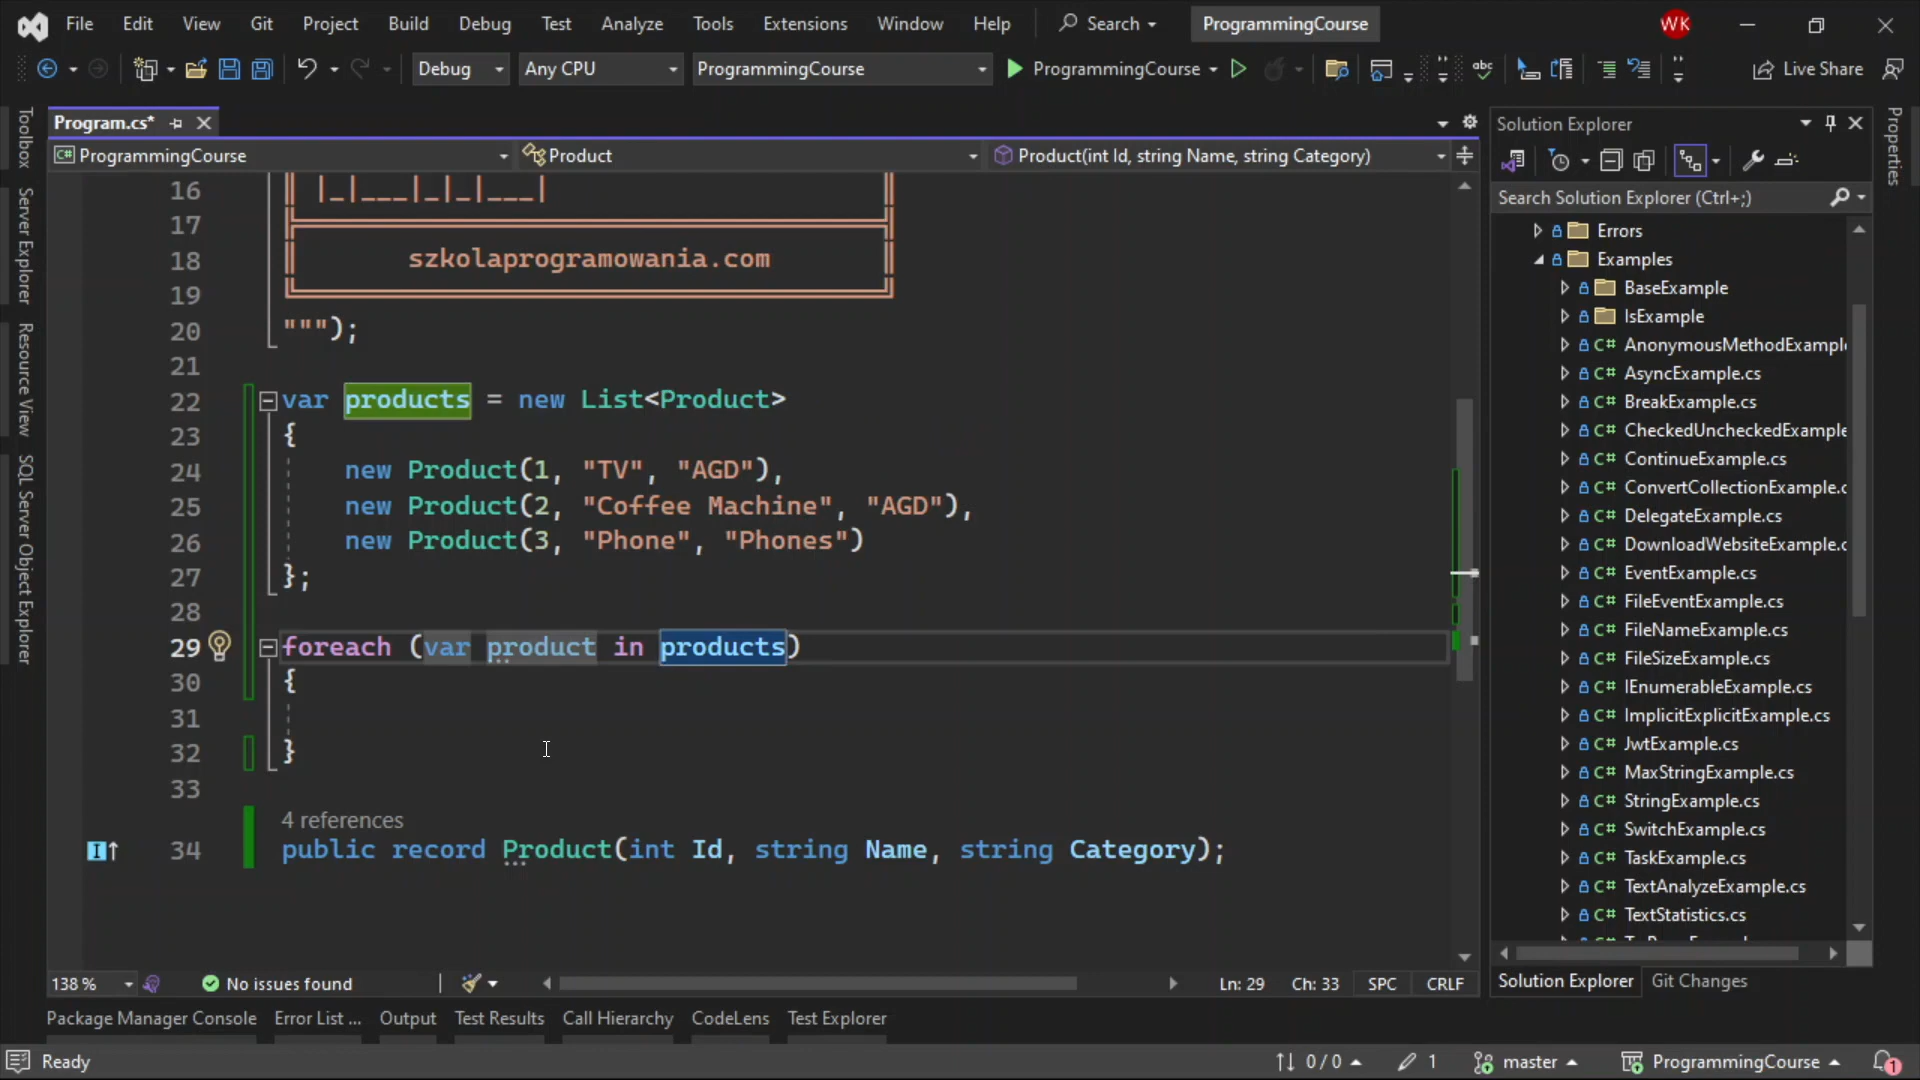 File Edit View Git Project Build Debug Test Analyze Tools Extensions Window Help Search ProgrammingCourse WK
Debug Any CPU ProgrammingCourse ProgrammingCourse Live Share
Program.cs*
ProgrammingCourse Product Product(int Id, string Name, string Category)
Toolbox
Server Explorer
Resource View
SQL Server Object Explorer
16 ║ |_|___|_|_|___| ║
17
18 ║ szkolaprogramowania.com ║
19
20 """);
21
22 var products = new List<Product>
23 {
24 new Product(1, "TV", "AGD"),
25 new Product(2, "Coffee Machine", "AGD"),
26 new Product(3, "Phone", "Phones")
27 };
28
29 foreach (var product in products)
30 {
31
32 }
33
4 references
34 public record Product(int Id, string Name, string Category);
138 % No issues found Ln: 29 Ch: 33 SPC CRLF
Package Manager Console Error List ... Output Test Results Call Hierarchy CodeLens Test Explorer
Solution Explorer
Search Solution Explorer (Ctrl+;)
Errors
Examples
BaseExample
IsExample
C# AnonymousMethodExampl
C# AsyncExample.cs
C# BreakExample.cs
C# CheckedUncheckedExample
C# ContinueExample.cs
C# ConvertCollectionExample.c
C# DelegateExample.cs
C# DownloadWebsiteExample.c
C# EventExample.cs
C# FileEventExample.cs
C# FileNameExample.cs
C# FileSizeExample.cs
C# IEnumerableExample.cs
C# ImplicitExplicitExample.cs
C# JwtExample.cs
C# MaxStringExample.cs
C# StringExample.cs
C# SwitchExample.cs
C# TaskExample.cs
C# TextAnalyzeExample.cs
C# TextStatistics.cs
Solution Explorer Git Changes
Properties
Ready 0 / 0 1 master ProgrammingCourse 1